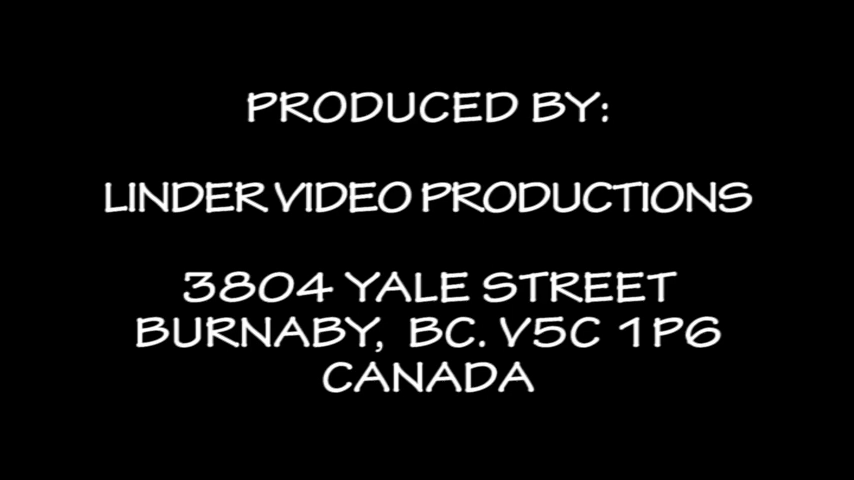 PRODUCED BY:
LINDER VIDEO PRODUCTIONS
3804 YALE STREET
BURNABY, BC. V5C 1P6
CANADA